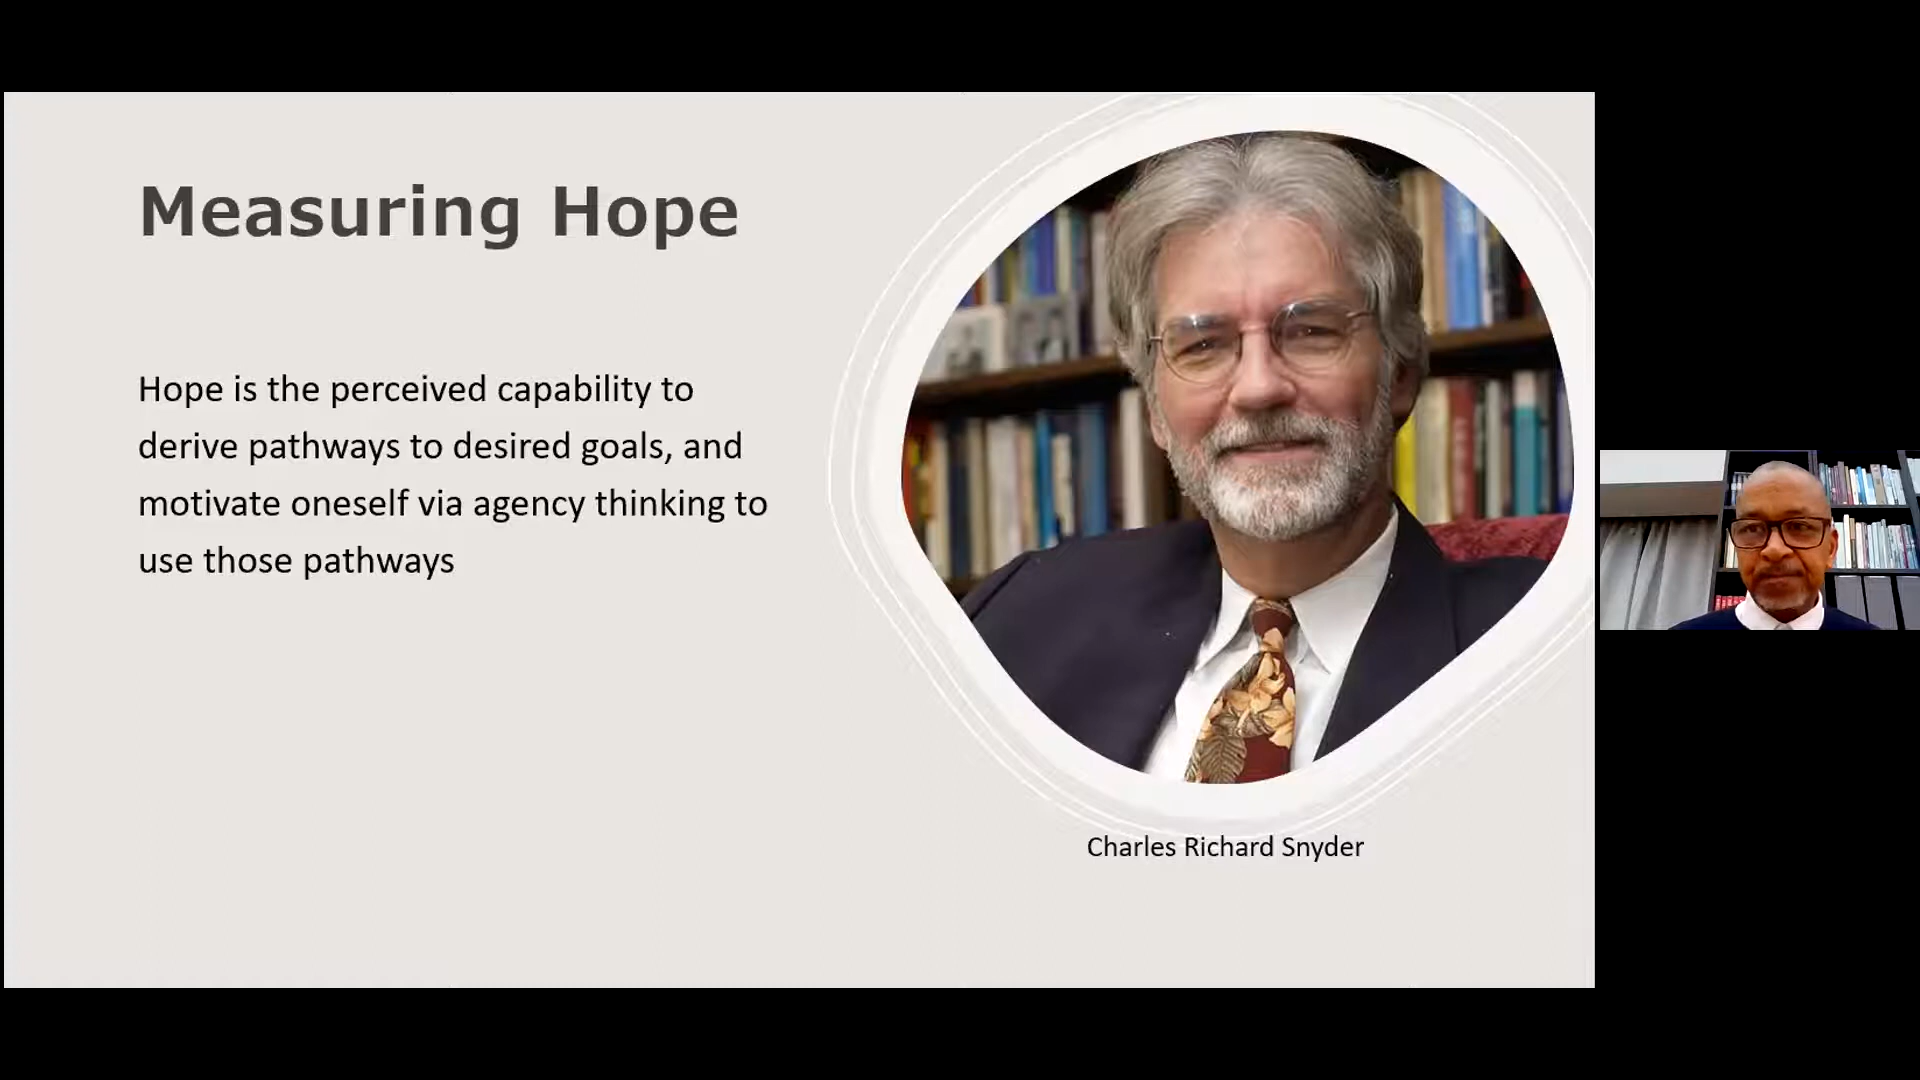 Measuring Hope
Hope is the perceived capability to
derive pathways to desired goals, and
motivate oneself via agency thinking to
use those pathways
Charles Richard Snyder